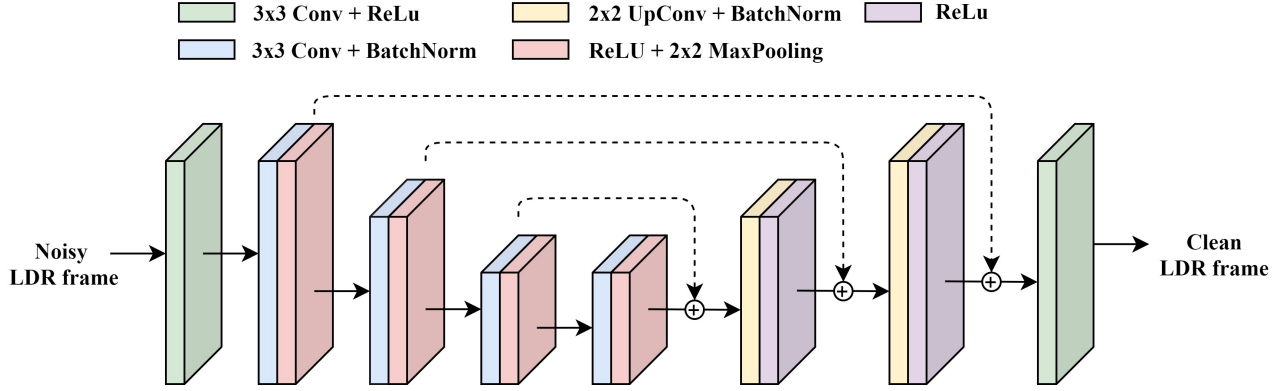 3x3 Conv + ReLu
2x2 UpConv + BatchNorm
ReLu
3x3 Conv + BatchNorm
ReLU + 2x2 MaxPooling
Noisy
LDR frame
Clean
LDR frame